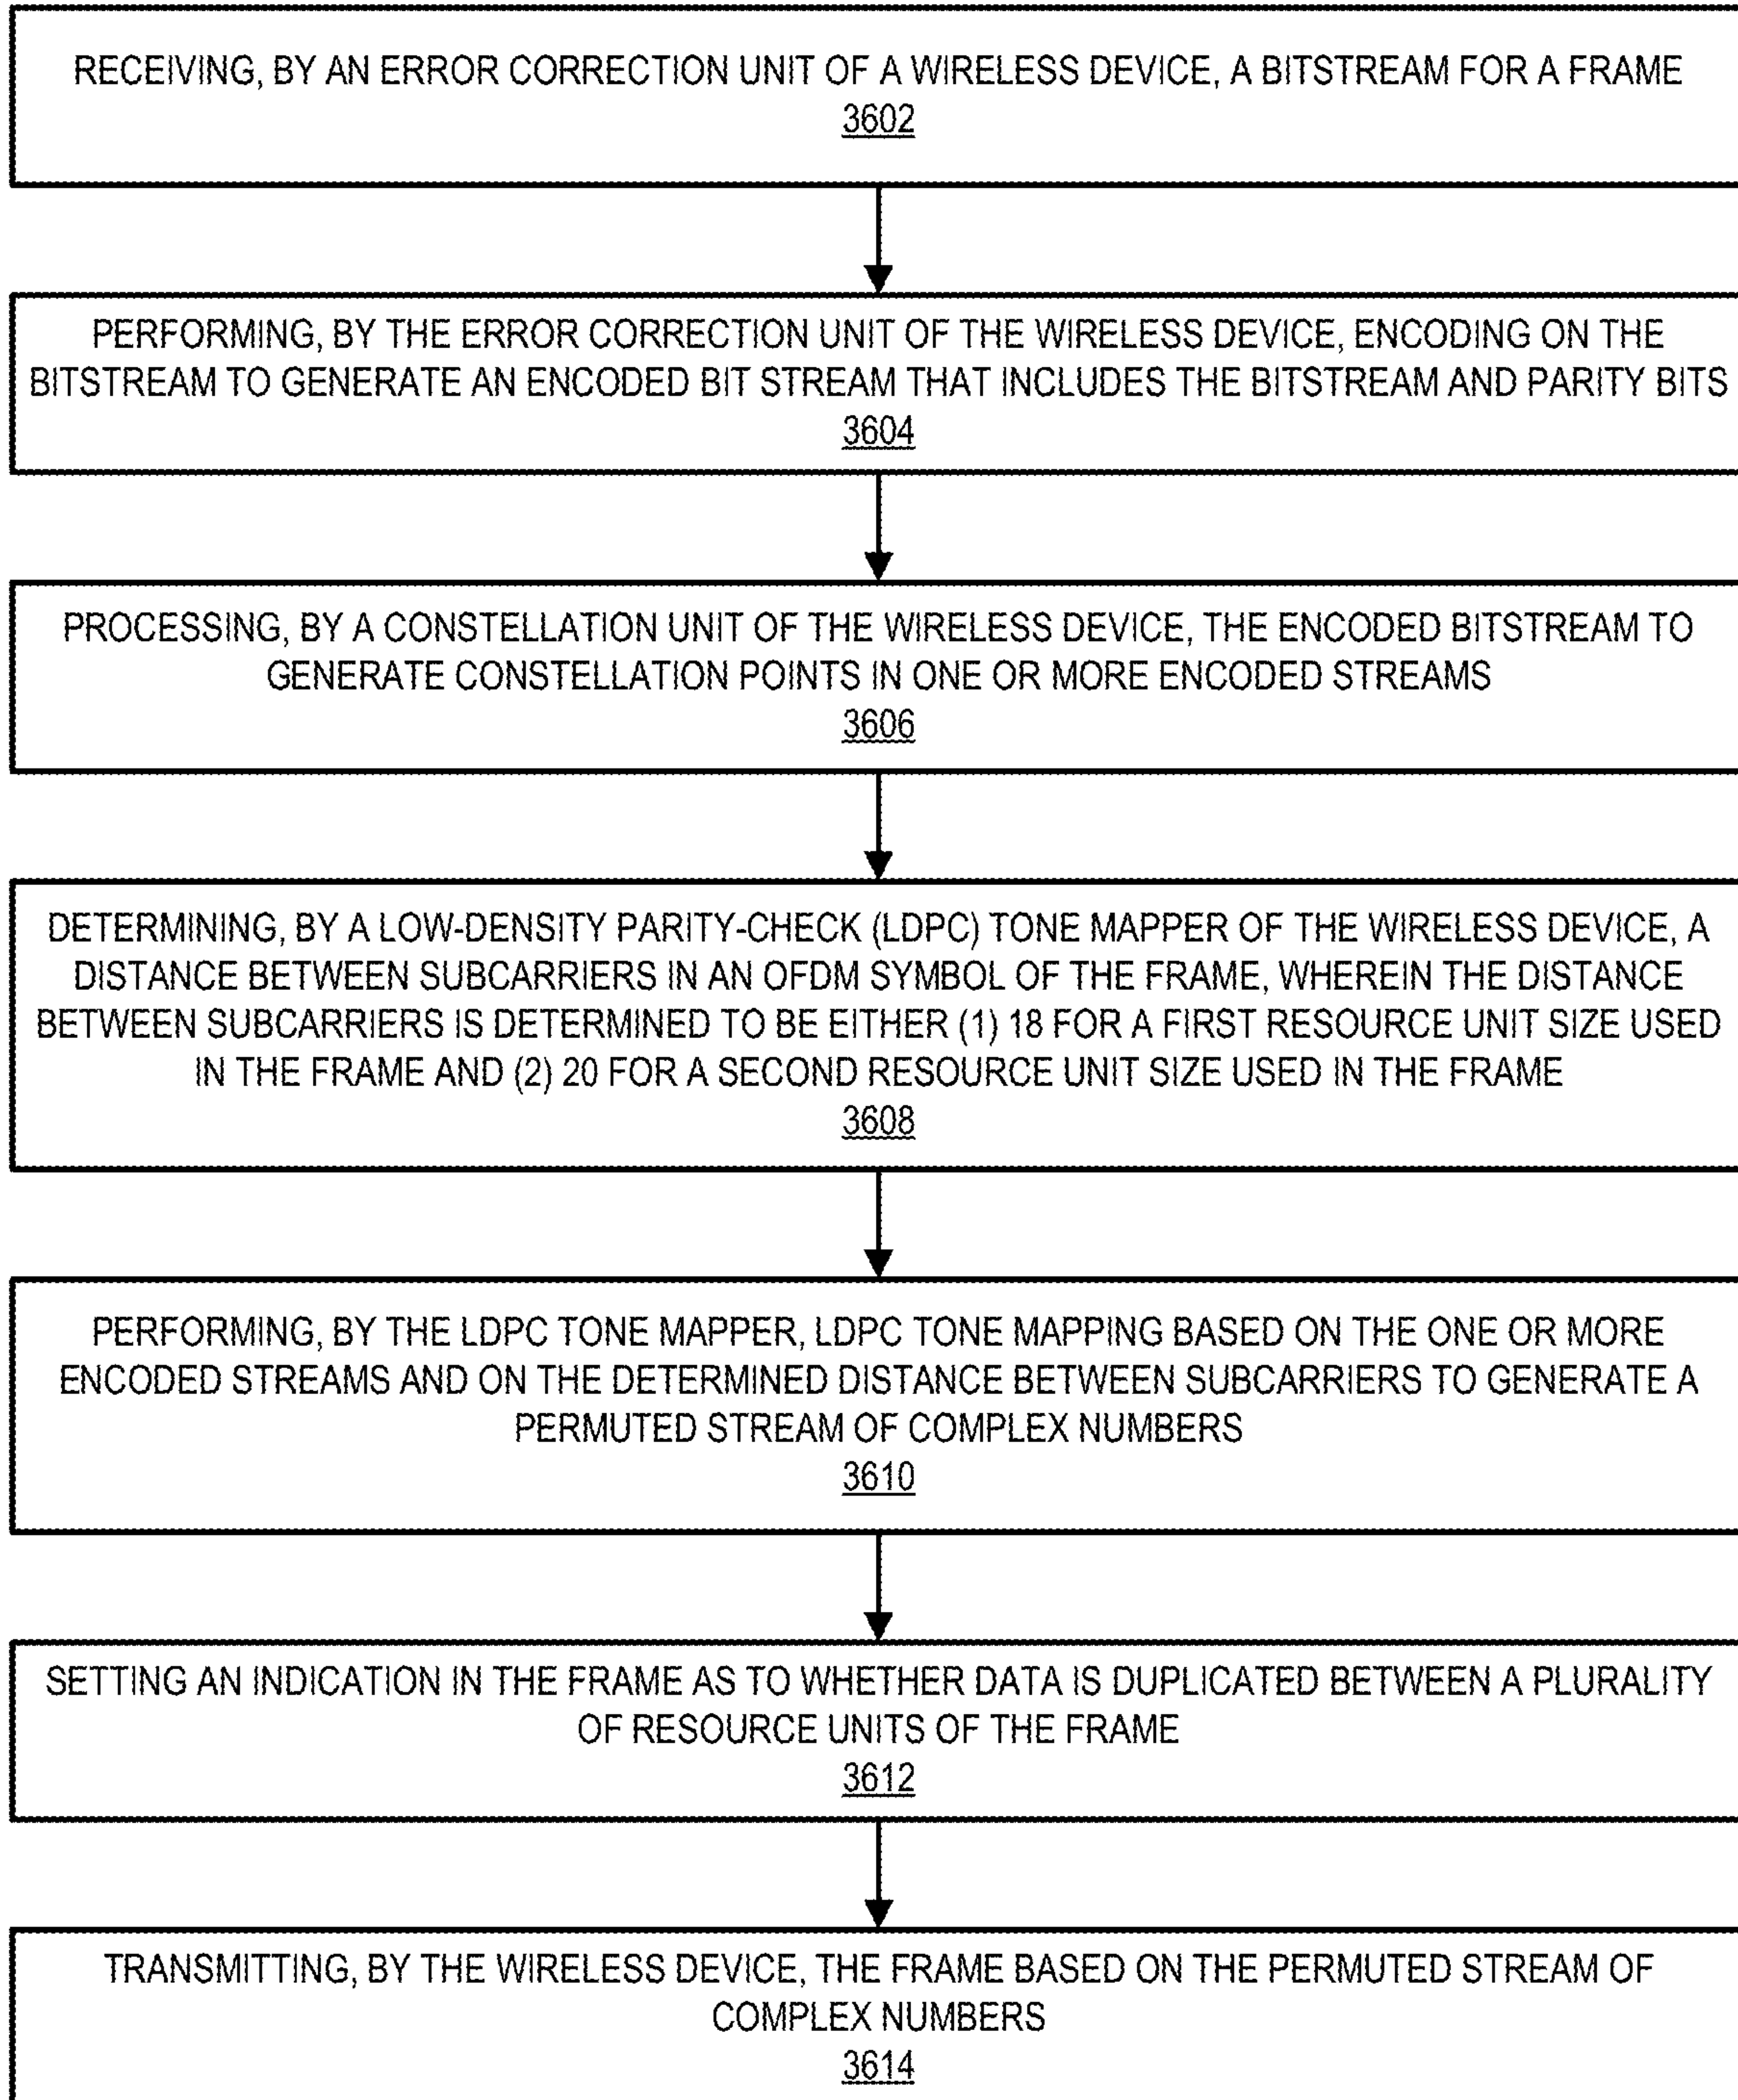 RECEIVING, BY AN ERROR CORRECTION UNIT OF A WIRELESS DEVICE, A BITSTREAM FOR A FRAME
3602
PERFORMING, BY THE ERROR CORRECTION UNIT OF THE WIRELESS DEVICE, ENCODING ON THE
BITSTREAM TO GENERATE AN ENCODED BIT STREAM THAT INCLUDES THE BITSTREAM AND PARITY BITS
3604
PROCESSING, BY A CONSTELLATION UNIT OF THE WIRELESS DEVICE, THE ENCODED BITSTREAM TO
GENERATE CONSTELLATION POINTS IN ONE OR MORE ENCODED STREAMS
3606
DETERMINING, BY A LOW-DENSITY PARITY-CHECK (LDPC) TONE MAPPER OF THE WIRELESS DEVICE, A
DISTANCE BETWEEN SUBCARRIERS IN AN OFDM SYMBOL OF THE FRAME, WHEREIN THE DISTANCE
BETWEEN SUBCARRIERS IS DETERMINED TO BE EITHER (1) 18 FOR A FIRST RESOURCE UNIT SIZE USED
IN THE FRAME AND (2) 20 FOR A SECOND RESOURCE UNIT SIZE USED IN THE FRAME
3608
PERFORMING, BY THE LDPC TONE MAPPER, LDPC TONE MAPPING BASED ON THE ONE OR MORE
ENCODED STREAMS AND ON THE DETERMINED DISTANCE BETWEEN SUBCARRIERS TO GENERATE A
PERMUTED STREAM OF COMPLEX NUMBERS
3610
SETTING AN INDICATION IN THE FRAME AS TO WHETHER DATA IS DUPLICATED BETWEEN A PLURALITY
OF RESOURCE UNITS OF THE FRAME
3612
TRANSMITTING, BY THE WIRELESS DEVICE, THE FRAME BASED ON THE PERMUTED STREAM OF
COMPLEX NUMBERS
3614